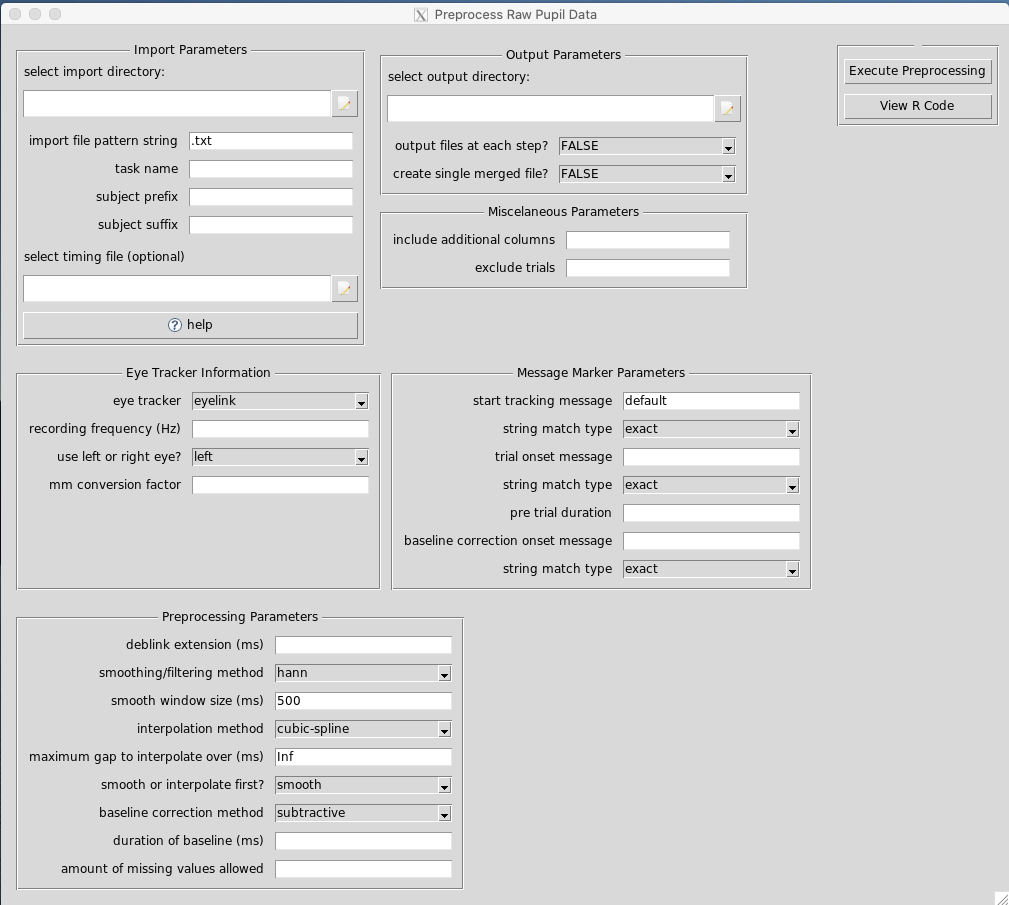 Preprocess Raw Pupil Data
Import Parameters
select import directory:
import file pattern string .txt
task name
subject prefix
subject suffix
select timing file (optional)
help
Output Parameters
select output directory:
output files at each step? FALSE
create single merged file? FALSE
Miscelaneous Parameters
include additional columns
exclude trials
Execute Preprocessing
View R Code
Eye Tracker Information
eye tracker eyelink
recording frequency (Hz)
use left or right eye? left
mm conversion factor
Message Marker Parameters
start tracking message default
string match type exact
trial onset message
string match type exact
pre trial duration
baseline correction onset message
string match type exact
Preprocessing Parameters
deblink extension (ms)
smoothing/filtering method hann
smooth window size (ms) 500
interpolation method cubic-spline
maximum gap to interpolate over (ms) Inf
smooth or interpolate first? smooth
baseline correction method subtractive
duration of baseline (ms)
amount of missing values allowed